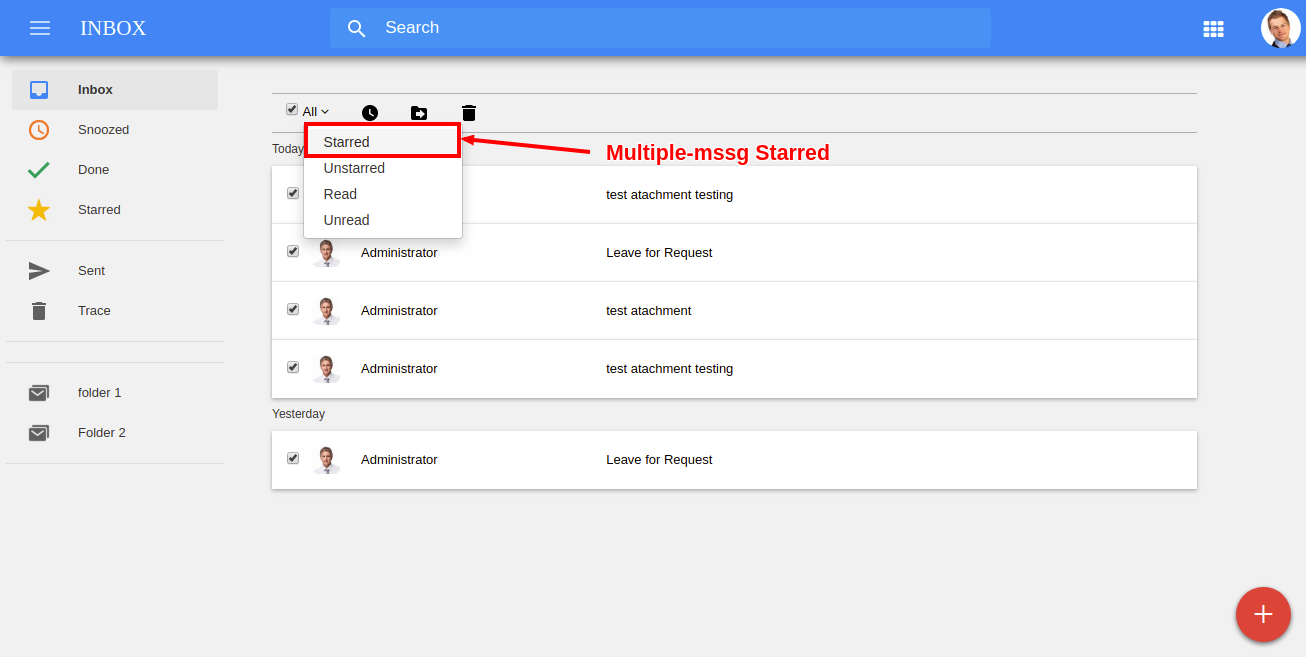 INBOX
Search
Inbox
Snoozed
Done
Starred
Sent
Trace
folder 1
Folder 2
All
Starred
Unstarred
Read
Unread
Multiple-mssg Starred
Today
test atachment testing
Administrator Leave for Request
Administrator test atachment
Administrator test atachment testing
Yesterday
Administrator Leave for Request